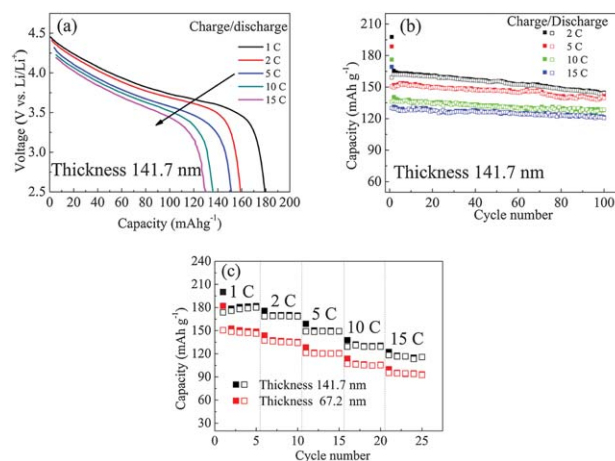 (a)
Charge/discharge
1 C
2 C
5 C
10 C
15 C
Thickness 141.7 nm
Voltage (V vs. Li/Li⁺)
4.5
4.0
3.5
3.0
2.5
0 20 40 60 80 100 120 140 160 180 200
Capacity (mAhg⁻¹)
(b)
Charge/Discharge
2 C
5 C
10 C
15 C
Thickness 141.7 nm
Capacity (mAh g⁻¹)
210
180
150
120
90
60
0 20 40 60 80 100
Cycle number
(c)
1 C
2 C
5 C
10 C
15 C
Thickness 141.7 nm
Thickness 67.2 nm
Capacity (mAh g⁻¹)
240
210
180
150
120
90
60
30
0 5 10 15 20 25
Cycle number